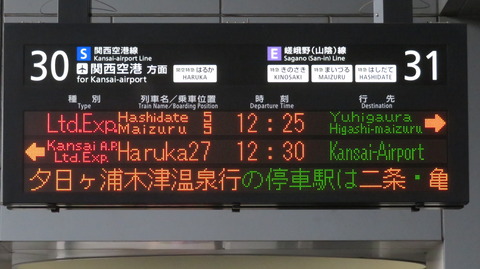 30 S 関西空港線
Kansai-airport Line
関西空港 方面
for Kansai-airport
関空特急 はるか
HARUKA
E 嵯峨野(山陰)線
Sagano (San-in) Line
31
特急 きのさき
KINOSAKI
特急 まいづる
MAIZURU
特急 はしだて
HASHIDATE
種別 列車名/乗車位置 時刻 行先
Type Train Name/Boarding Position Departure Time Destination
Ltd.Exp. Hashidate 5 12:25 Yuhigaura →
Maizuru 5 Higashi-maizuru
← Kansai A.P. Ltd.Exp. Haruka27 12:30 Kansai-Airport
夕日ヶ浦木津温泉行の停車駅は二条・亀